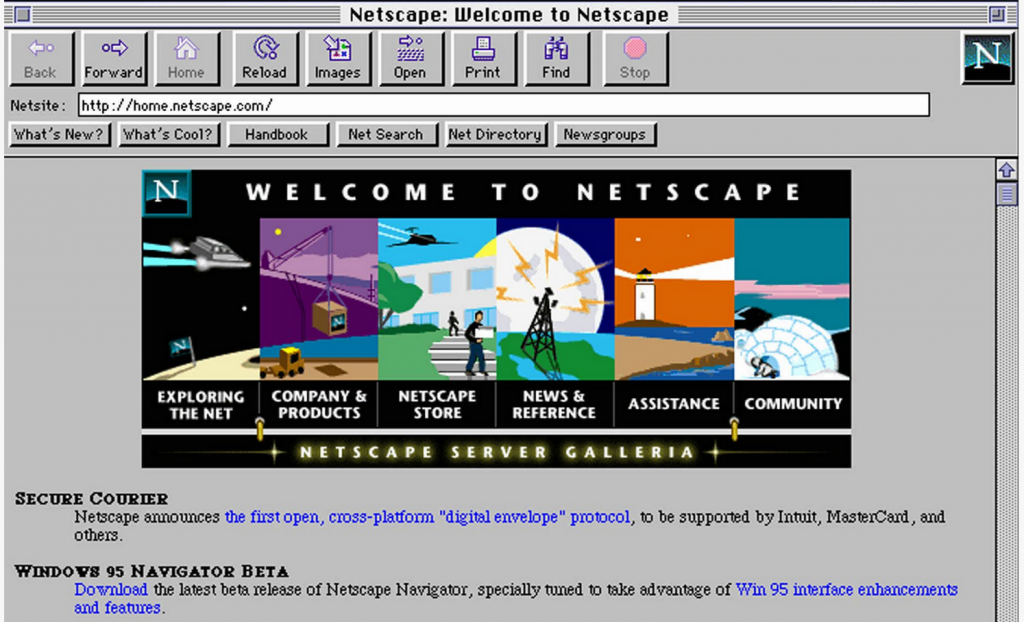 Netscape: Welcome to Netscape
Back Forward Home Reload Images Open Print Find Stop
N
Netsite: http://home.netscape.com/
What's New? What's Cool? Handbook Net Search Net Directory Newsgroups
N WELCOME TO NETSCAPE
N
N
EXPLORING THE NET
COMPANY & PRODUCTS
NETSCAPE STORE
NEWS & REFERENCE
ASSISTANCE
COMMUNITY
NETSCAPE SERVER GALLERIA
SECURE COURIER
Netscape announces the first open, cross-platform "digital envelope" protocol, to be supported by Intuit, MasterCard, and
others.
WINDOWS 95 NAVIGATOR BETA
Download the latest beta release of Netscape Navigator, specially tuned to take advantage of Win 95 interface enhancements
and features.